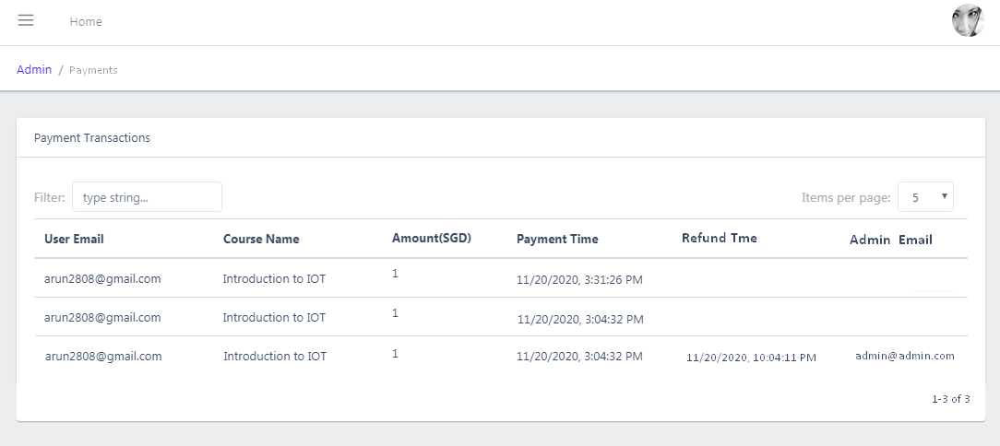 Home
Admin / Payments
Payment Transactions
Filter: type string... Items per page: 5
User Email Course Name Amount(SGD) Payment Time Refund Tme Admin Email
arun2808@gmail.com Introduction to IOT 1 11/20/2020, 3:31:26 PM
arun2808@gmail.com Introduction to IOT 1 11/20/2020, 3:04:32 PM
arun2808@gmail.com Introduction to IOT 1 11/20/2020, 3:04:32 PM 11/20/2020, 10:04:11 PM admin@admin.com
1-3 of 3